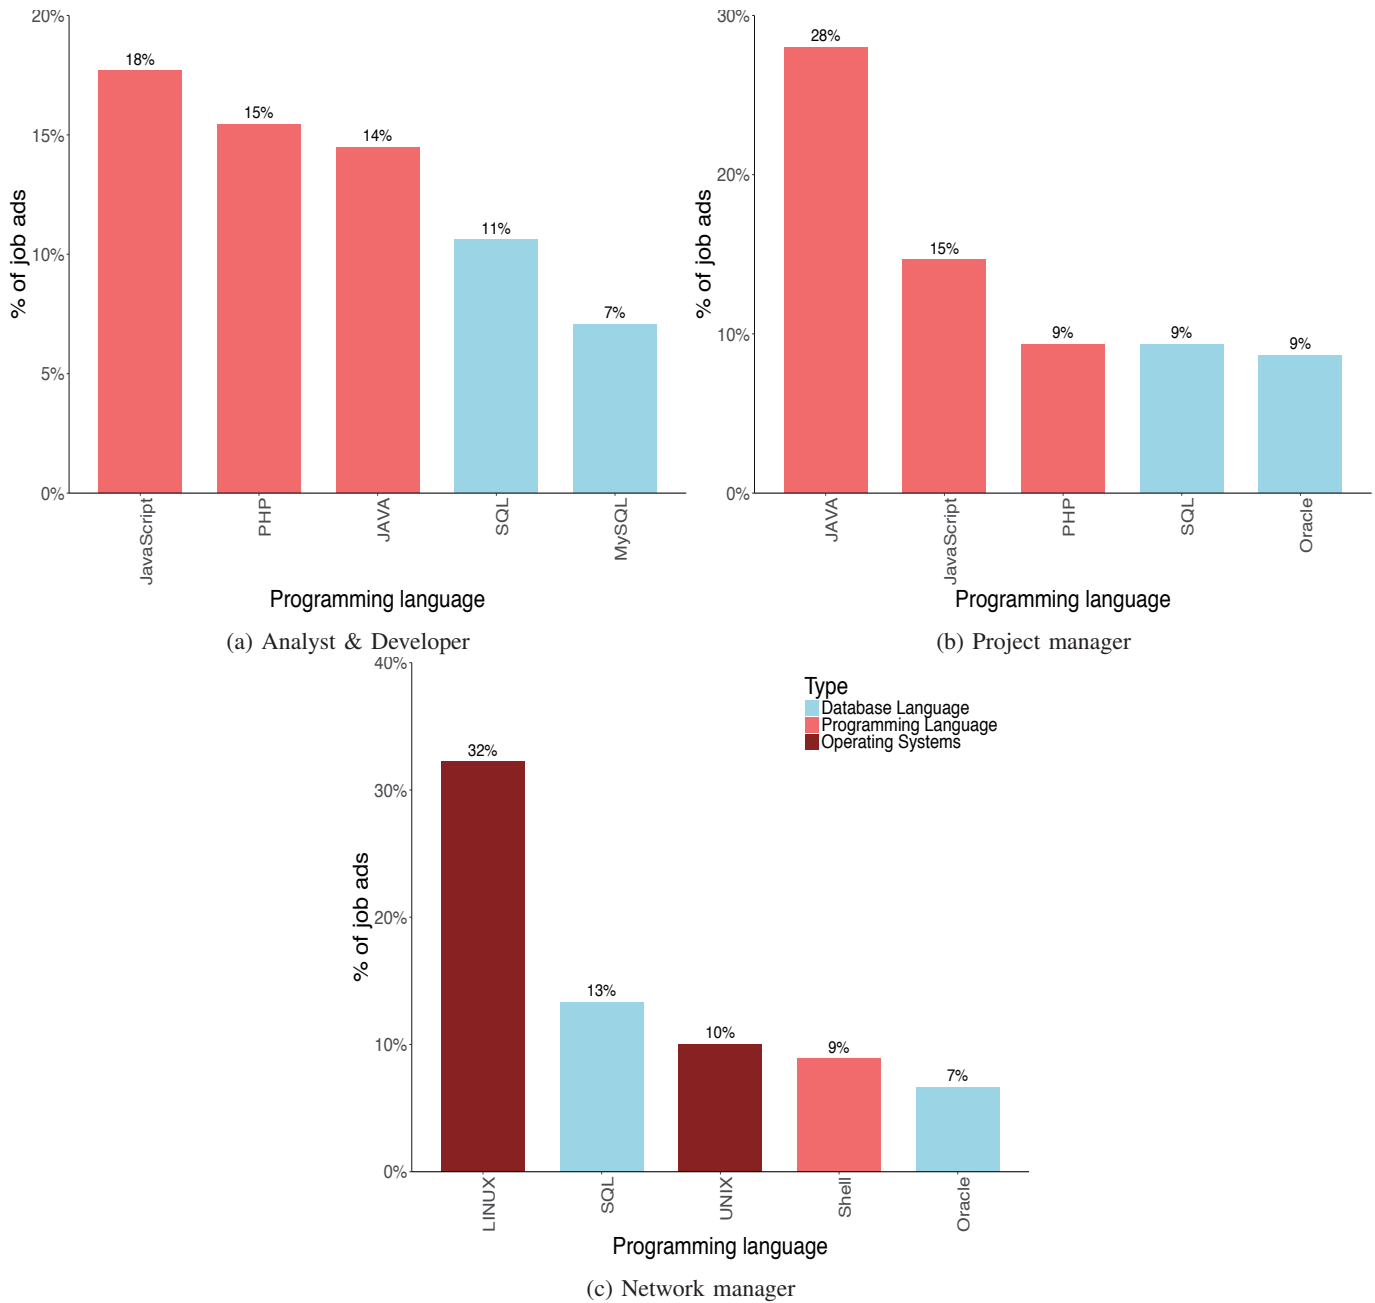 20%
15%
10%
5%
0%
% of job ads
18%
15%
14%
11%
7%
JavaScript
PHP
JAVA
SQL
MySQL
Programming language
(a) Analyst & Developer
30%
20%
10%
0%
% of job ads
28%
15%
9%
9%
9%
JAVA
JavaScript
PHP
SQL
Oracle
Programming language
(b) Project manager
40%
30%
20%
10%
0%
% of job ads
32%
13%
10%
9%
7%
LINUX
SQL
UNIX
Shell
Oracle
Programming language
Type
Database Language
Programming Language
Operating Systems
(c) Network manager